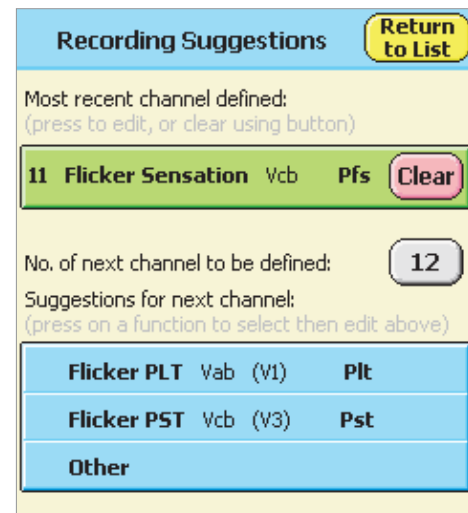 Recording Suggestions
Return
to List
Most recent channel defined:
(press to edit, or clear using button)
11 Flicker Sensation Vcb Pfs Clear
No. of next channel to be defined: 12
Suggestions for next channel:
(press on a function to select then edit above)
Flicker PLT Vab (V1) Plt
Flicker PST Vcb (V3) Pst
Other